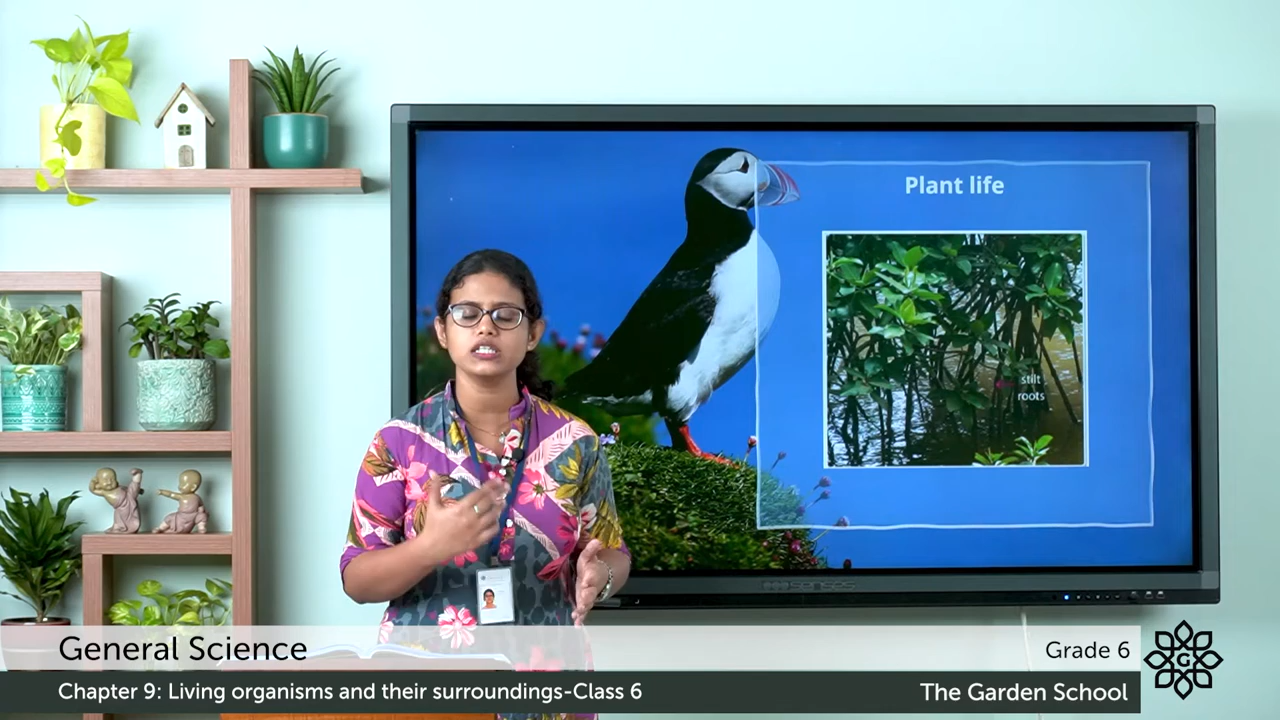 Plant life
stilt
roots
General Science
Grade 6
Chapter 9: Living organisms and their surroundings-Class 6
The Garden School
G